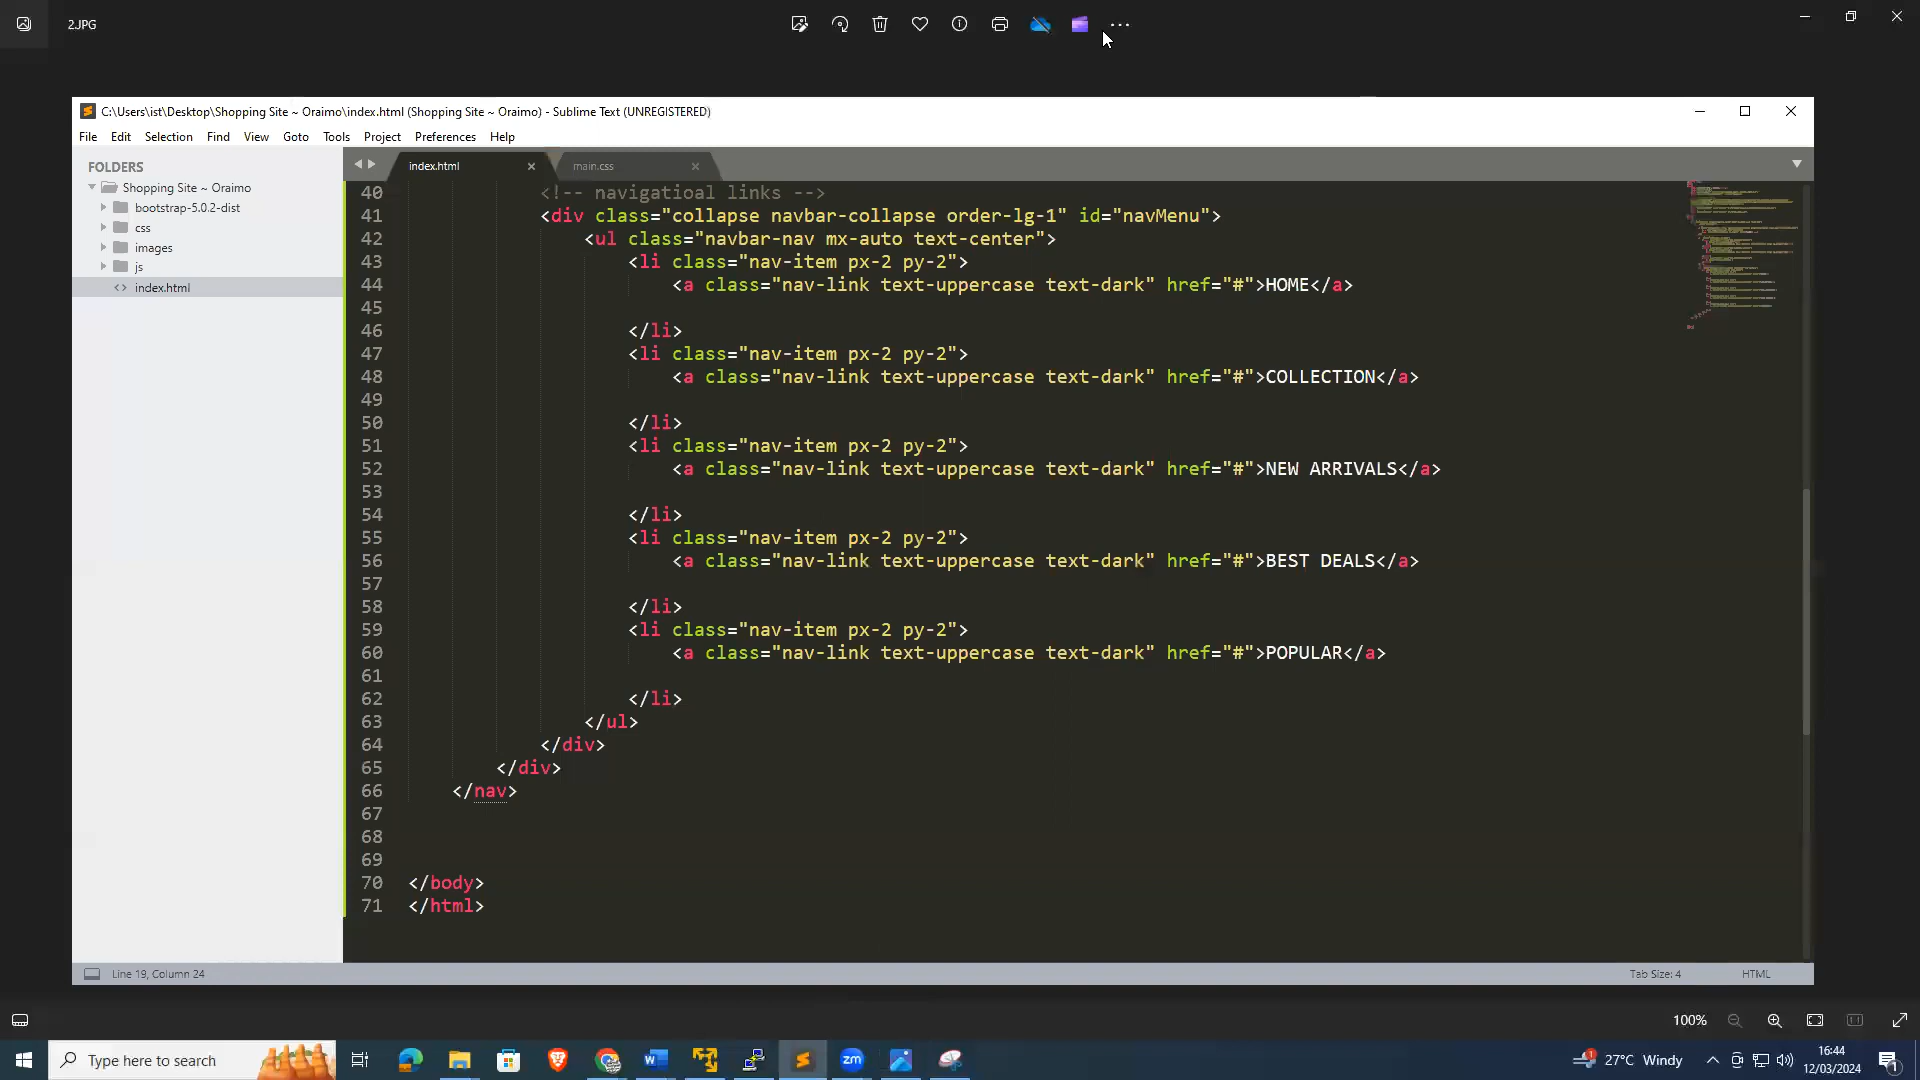 2.JPG
C:\Users\ist\Desktop\Shopping Site ~ Oraimo\index.html (Shopping Site ~ Oraimo) - Sublime Text (UNREGISTERED)
File Edit Selection Find View Goto Tools Project Preferences Help
FOLDERS
Shopping Site ~ Oraimo
bootstrap-5.0.2-dist
css
images
js
index.html
index.html main.css
40 <!-- navigatioal links -->
41 <div class="collapse navbar-collapse order-lg-1" id="navMenu">
42 <ul class="navbar-nav mx-auto text-center">
43 <li class="nav-item px-2 py-2">
44 <a class="nav-link text-uppercase text-dark" href="#">HOME</a>
45
46 </li>
47 <li class="nav-item px-2 py-2">
48 <a class="nav-link text-uppercase text-dark" href="#">COLLECTION</a>
49
50 </li>
51 <li class="nav-item px-2 py-2">
52 <a class="nav-link text-uppercase text-dark" href="#">NEW ARRIVALS</a>
53
54 </li>
55 <li class="nav-item px-2 py-2">
56 <a class="nav-link text-uppercase text-dark" href="#">BEST DEALS</a>
57
58 </li>
59 <li class="nav-item px-2 py-2">
60 <a class="nav-link text-uppercase text-dark" href="#">POPULAR</a>
61
62 </li>
63 </ul>
64 </div>
65 </div>
66 </nav>
67
68
69
70 </body>
71 </html>
Line 19, Column 24 Tab Size: 4 HTML
100%
Type here to search
27°C Windy
16:44
12/03/2024